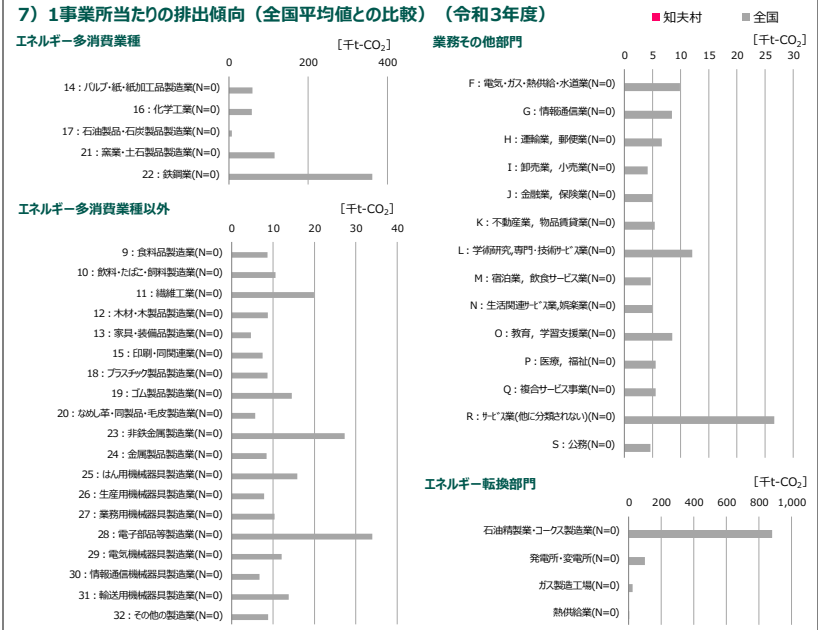 7）1事業所当たりの排出傾向（全国平均値との比較）（令和3年度）
■知夫村 ■全国
エネルギー多消費業種
［千t-CO₂］
0 200 400
14：パルプ・紙・紙加工品製造業(N=0)
16：化学工業(N=0)
17：石油製品・石炭製品製造業(N=0)
21：窯業・土石製品製造業(N=0)
22：鉄鋼業(N=0)
エネルギー多消費業種以外
［千t-CO₂］
0 10 20 30 40
9：食料品製造業(N=0)
10：飲料・たばこ・飼料製造業(N=0)
11：繊維工業(N=0)
12：木材・木製品製造業(N=0)
13：家具・装備品製造業(N=0)
15：印刷・同関連業(N=0)
18：プラスチック製品製造業(N=0)
19：ゴム製品製造業(N=0)
20：なめし革・同製品・毛皮製造業(N=0)
23：非鉄金属製造業(N=0)
24：金属製品製造業(N=0)
25：はん用機械器具製造業(N=0)
26：生産用機械器具製造業(N=0)
27：業務用機械器具製造業(N=0)
28：電子部品等製造業(N=0)
29：電気機械器具製造業(N=0)
30：情報通信機械器具製造業(N=0)
31：輸送用機械器具製造業(N=0)
32：その他の製造業(N=0)
業務その他部門
［千t-CO₂］
0 5 10 15 20 25 30
F：電気・ガス・熱供給・水道業(N=0)
G：情報通信業(N=0)
H：運輸業，郵便業(N=0)
I：卸売業，小売業(N=0)
J：金融業，保険業(N=0)
K：不動産業，物品賃貸業(N=0)
L：学術研究,専門・技術サービス業(N=0)
M：宿泊業，飲食サービス業(N=0)
N：生活関連サービス業,娯楽業(N=0)
O：教育，学習支援業(N=0)
P：医療，福祉(N=0)
Q：複合サービス事業(N=0)
R：サービス業(他に分類されない)(N=0)
S：公務(N=0)
エネルギー転換部門
［千t-CO₂］
0 200 400 600 800 1,000
石油精製業・コークス製造業(N=0)
発電所・変電所(N=0)
ガス製造工場(N=0)
熱供給業(N=0)